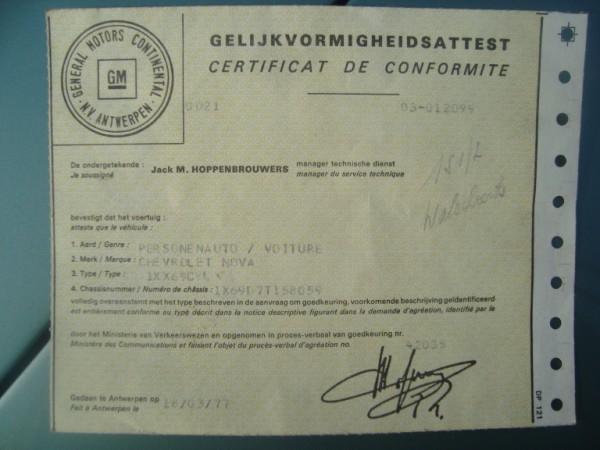 GENERAL MOTORS CONTINENTAL
GM
N.V. ANTWERPEN
GELIJKVORMIGHEIDSATTEST
CERTIFICAT DE CONFORMITE
0021
03-012099
De ondergetekende :
Je soussigné
Jack M. HOPPENBROUWERS
manager technische dienst
manager du service technique
bevestigt dat het voertuig :
atteste que le véhicule :
1. Aard / Genre : PERSONENAUTO / VOITURE
2. Merk / Marque : CHEVROLET NOVA
3. Type / Type :
4. Chassisnummer / Numéro de châssis : 1X69D7T158059
volledig overeenstemt met het type beschreven in de aanvraag om goedkeuring, voorkomende beschrijving geïdentificeerd
est entièrement conforme au type décrit dans la notice descriptive figurant dans la demande d'agréation, identifié par le
door het Ministerie van Verkeerswezen en opgenomen in proces-verbaal van goedkeuring nr.
Ministère des Communications et faisant l'objet du procès-verbal d'agréation no.
42035
Gedaan te Antwerpen op
Fait à Antwerpen le
18/03/77
DP 121